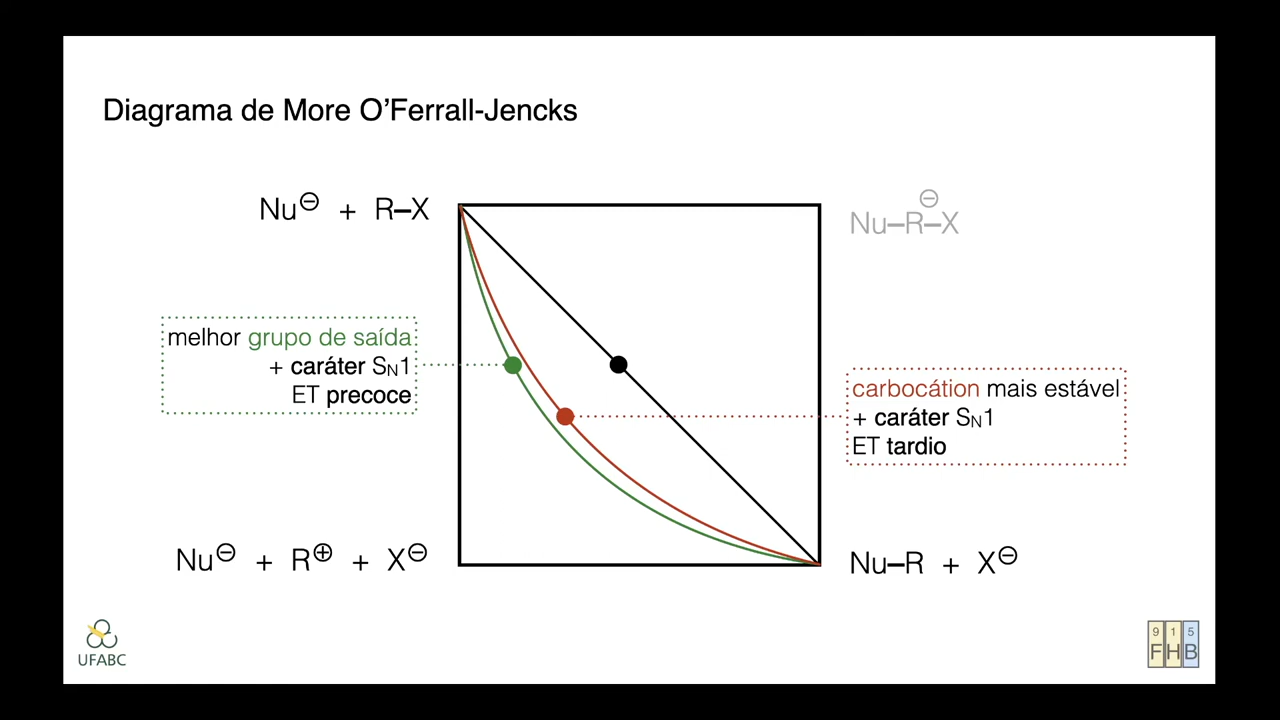 Diagrama de More O’Ferrall-Jencks
Nu⊖ + R–X
Nu–R–X ⊖
melhor grupo de saída
+ caráter SN1
ET precoce
carbocátion mais estável
+ caráter SN1
ET tardio
Nu⊖ + R⊕ + X⊖
Nu–R + X⊖
UFABC
9 1 5
F H B